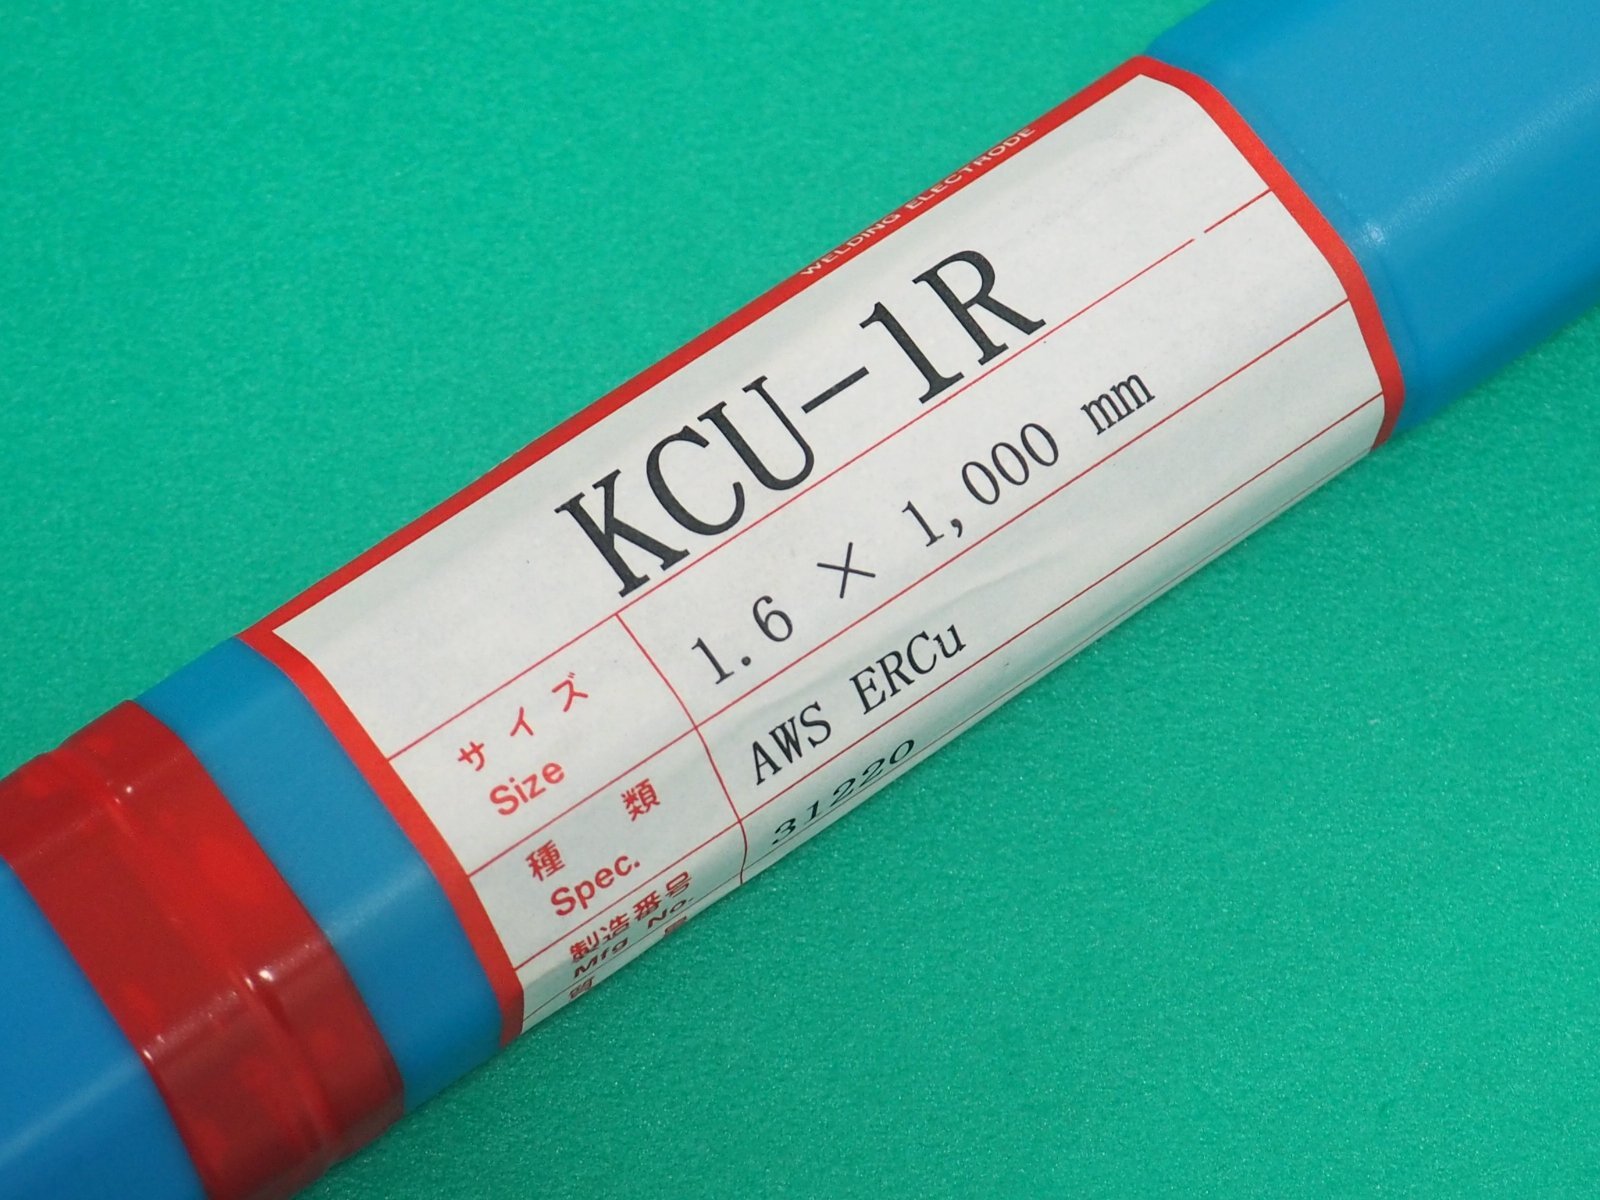 WELDING ELECTRODE
KCU-1R
サイズ
Size
1.6 × 1,000 mm
種 類
Spec.
AWS ERCu
製造番号
Mfg No.
31220